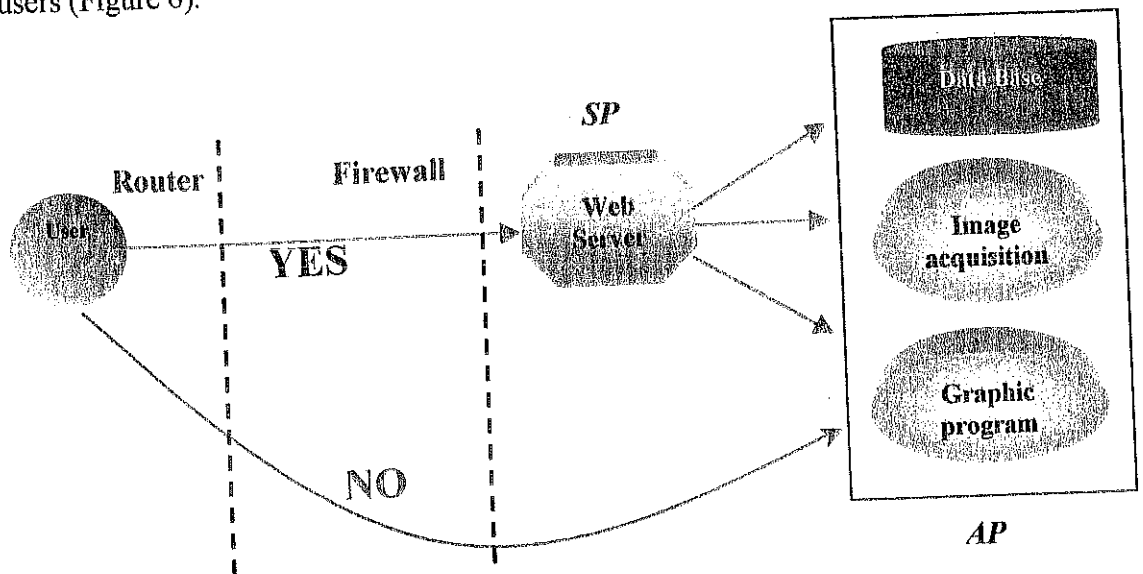 users (Figure 6).
Data Base
SP
Router
Firewall
User
Web
Server
YES
Image
acquisition
Graphic
program
NO
AP